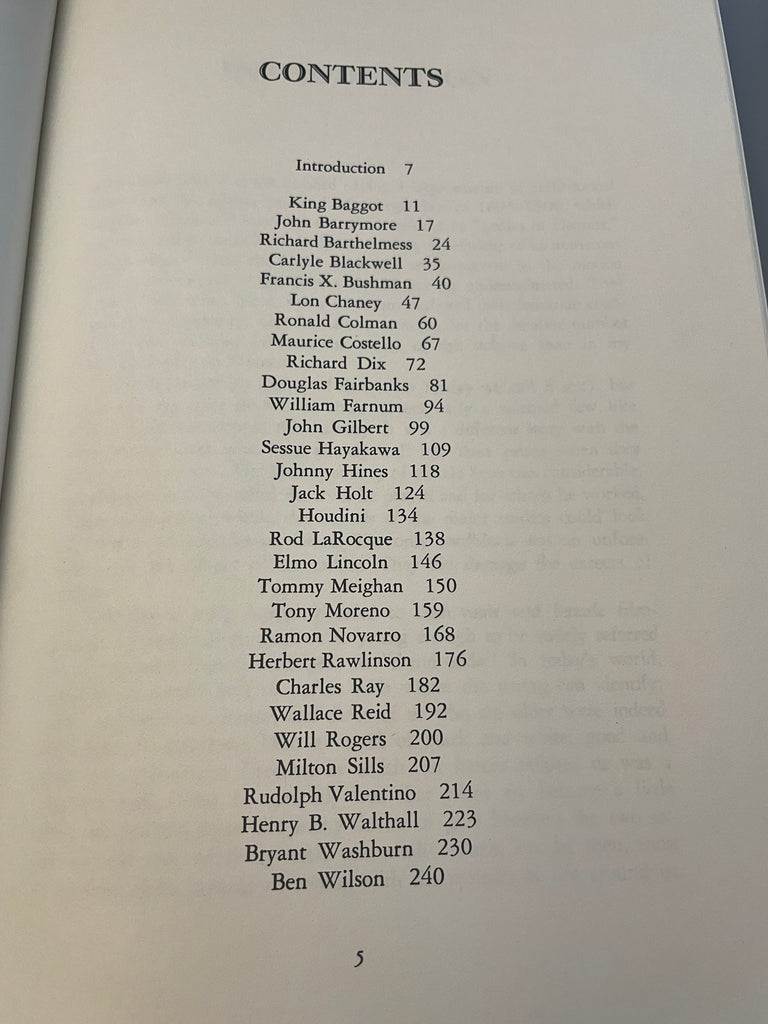 CONTENTS
Introduction 7
King Baggot 11
John Barrymore 17
Richard Barthelmess 24
Carlyle Blackwell 35
Francis X. Bushman 40
Lon Chaney 47
Ronald Colman 60
Maurice Costello 67
Richard Dix 72
Douglas Fairbanks 81
William Farnum 94
John Gilbert 99
Sessue Hayakawa 109
Johnny Hines 118
Jack Holt 124
Houdini 134
Rod LaRocque 138
Elmo Lincoln 146
Tommy Meighan 150
Tony Moreno 159
Ramon Novarro 168
Herbert Rawlinson 176
Charles Ray 182
Wallace Reid 192
Will Rogers 200
Milton Sills 207
Rudolph Valentino 214
Henry B. Walthall 223
Bryant Washburn 230
Ben Wilson 240
5